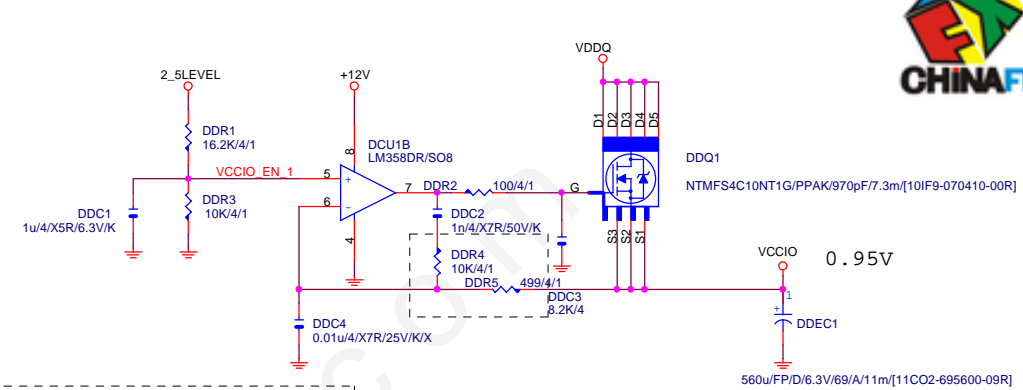 CHINAF
VDDQ
2_5LEVEL
+12V
D1
D2
D3
D4
D5
DDR1
16.2K/4/1
DCU1B
LM358DR/SO8
8
DDQ1
VCCIO_EN_1
5
+
7
DDR2
100/4/1
G
NTMFS4C10NT1G/PPAK/970pF/7.3m/[10IF9-070410-00R]
6
DDR3
10K/4/1
DDC1
1u/4/X5R/6.3V/K
DDC2
1n/4/X7R/50V/K
4
S3
S2
S1
VCCIO
0.95V
DDR4
10K/4/1
DDR5
499/4/1
DDC3
8.2K/4
1
+
DDEC1
DDC4
0.01u/4/X7R/25V/K/X
560u/FP/D/6.3V/69/A/11m/[11CO2-695600-09R]
c o m